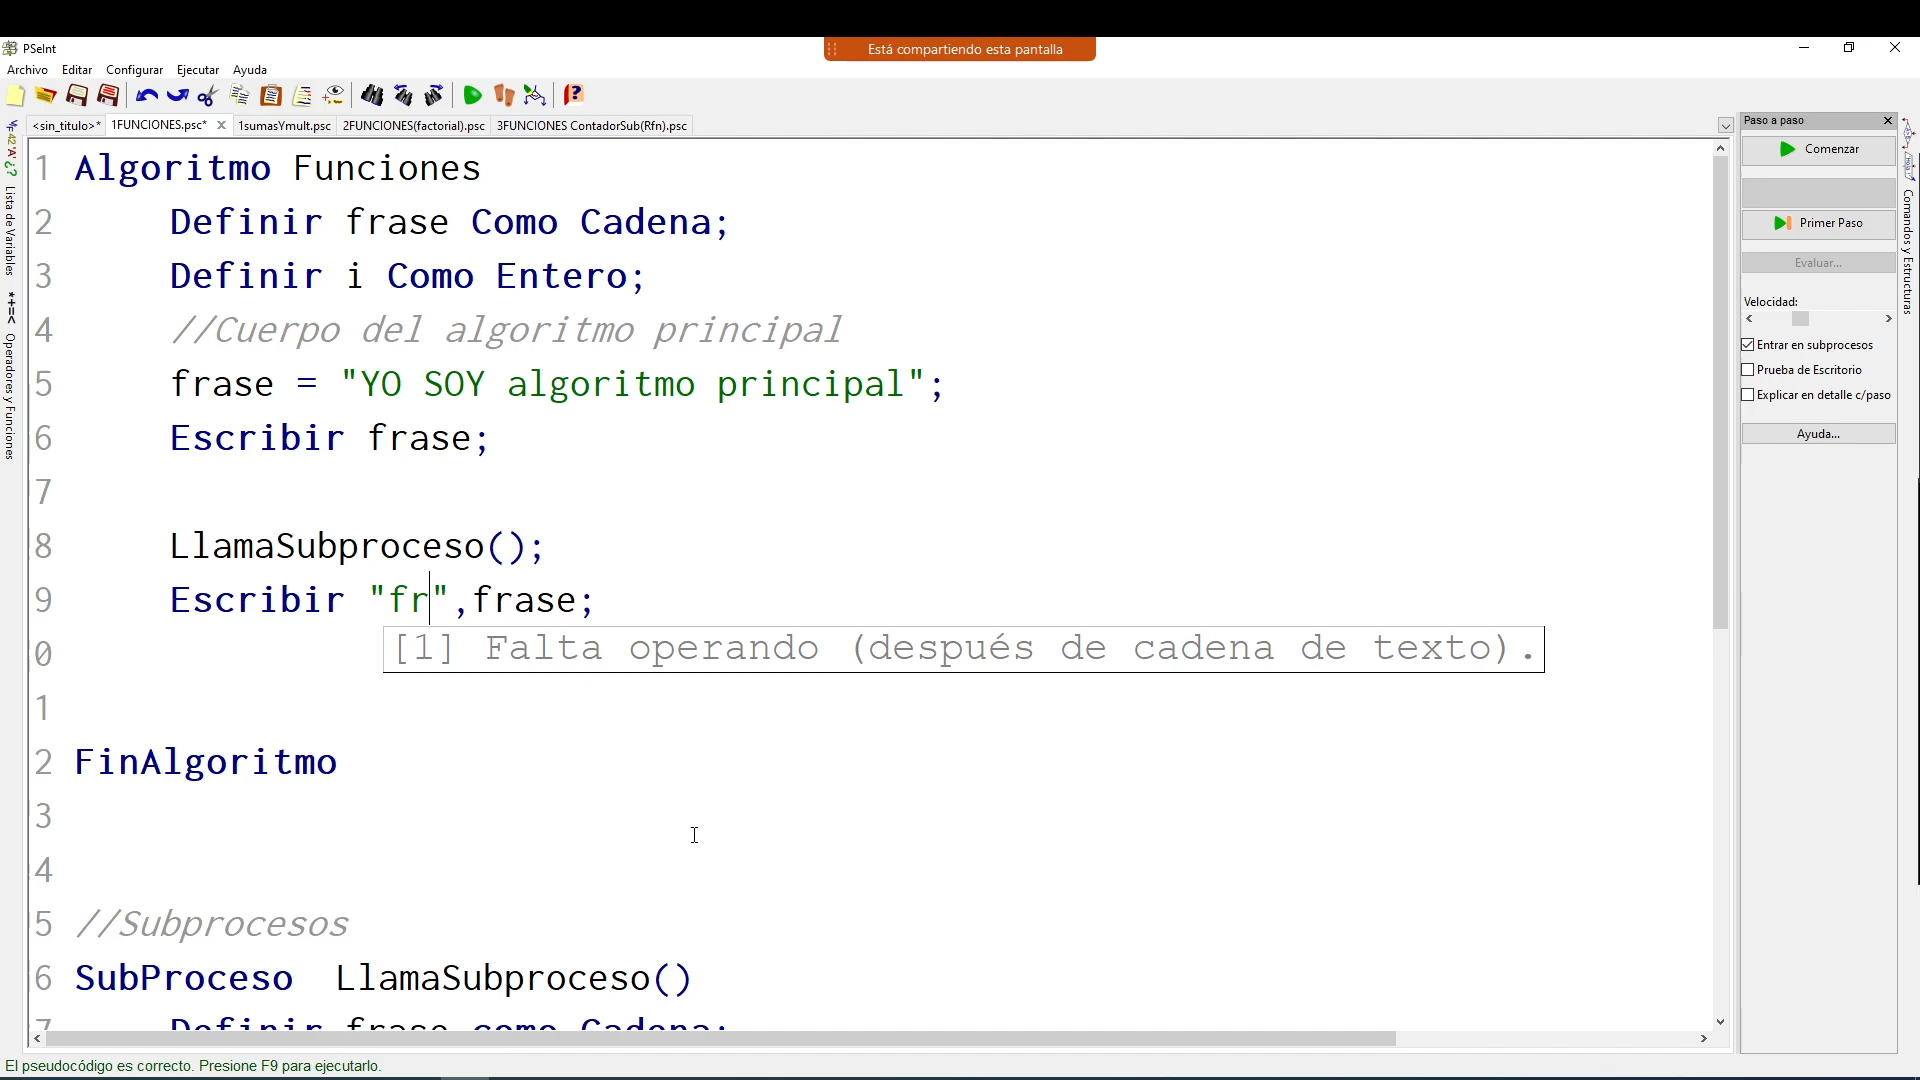 PSeInt
Está compartiendo esta pantalla
Archivo Editar Configurar Ejecutar Ayuda
<sin_titulo>* 1FUNCIONES.psc* 1sumasYmult.psc 2FUNCIONES(factorial).psc 3FUNCIONES ContadorSub(Rfn).psc
Lista de Variables
*+=<
Operadores y Funciones
1 Algoritmo Funciones
2 Definir frase Como Cadena;
3 Definir i Como Entero;
4 //Cuerpo del algoritmo principal
5 frase = "YO SOY algoritmo principal";
6 Escribir frase;
7
8 LlamaSubproceso();
9 Escribir "fr",frase;
0 [1] Falta operando (después de cadena de texto).
1
2 FinAlgoritmo
3
4
5 //Subprocesos
6 SubProceso LlamaSubproceso()
7 Definir frase como Cadena;
El pseudocódigo es correcto. Presione F9 para ejecutarlo.
Paso a paso
Comenzar
Primer Paso
Evaluar...
Velocidad:
Entrar en subprocesos
Prueba de Escritorio
Explicar en detalle c/paso
Ayuda...
Comandos y Estructuras